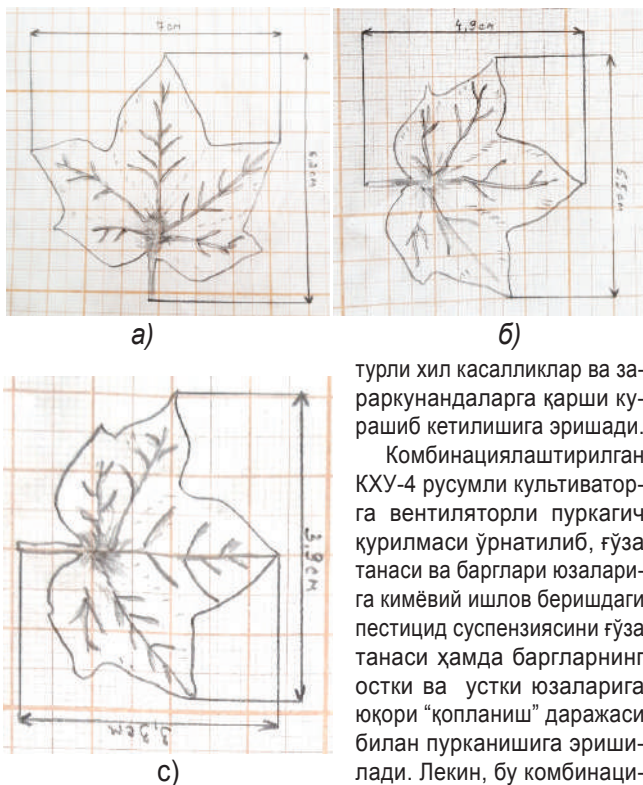 7см
6,2см
а)
4,9см
5,5см
б)
3,9см
3,3см
с)
турли хил касалликлар ва за-
раркунандаларга қарши ку-
рашиб кетилишига эришади.
Комбинациялаштирилган
КХУ-4 русумли культиватор-
га вентиляторли пуркагич
қурилмаси ўрнатилиб, ғўза
танаси ва барглари юзалари-
га кимёвий ишлов беришдаги
пестицид суспензиясини ғўза
танаси ҳамда баргларнинг
остки ва устки юзаларига
юқори “қопланиш” даражаси
билан пурканишига эриши-
лади. Лекин, бу комбинаци-